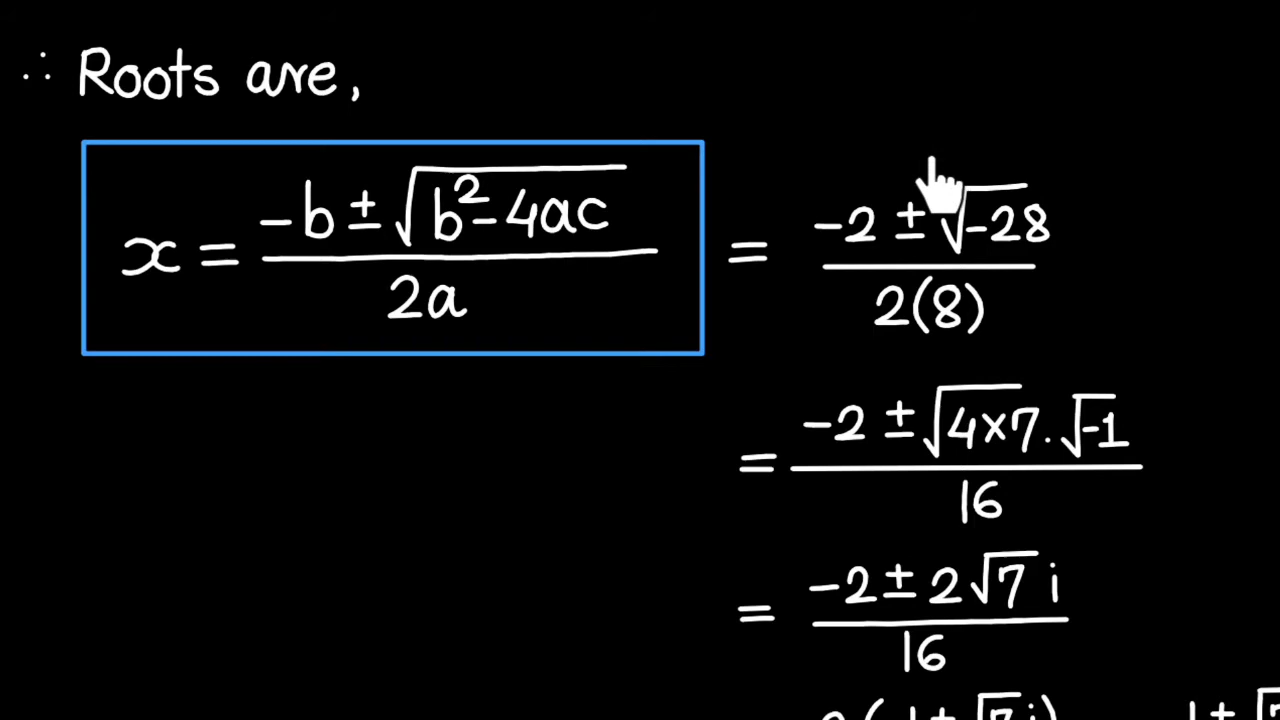 ∴ Roots are,
x = (-b ± √(b² - 4ac)) / 2a = (-2 ± √(-28)) / 2(8)
= (-2 ± √(4×7) . √(-1)) / 16
= (-2 ± 2√7 i) / 16